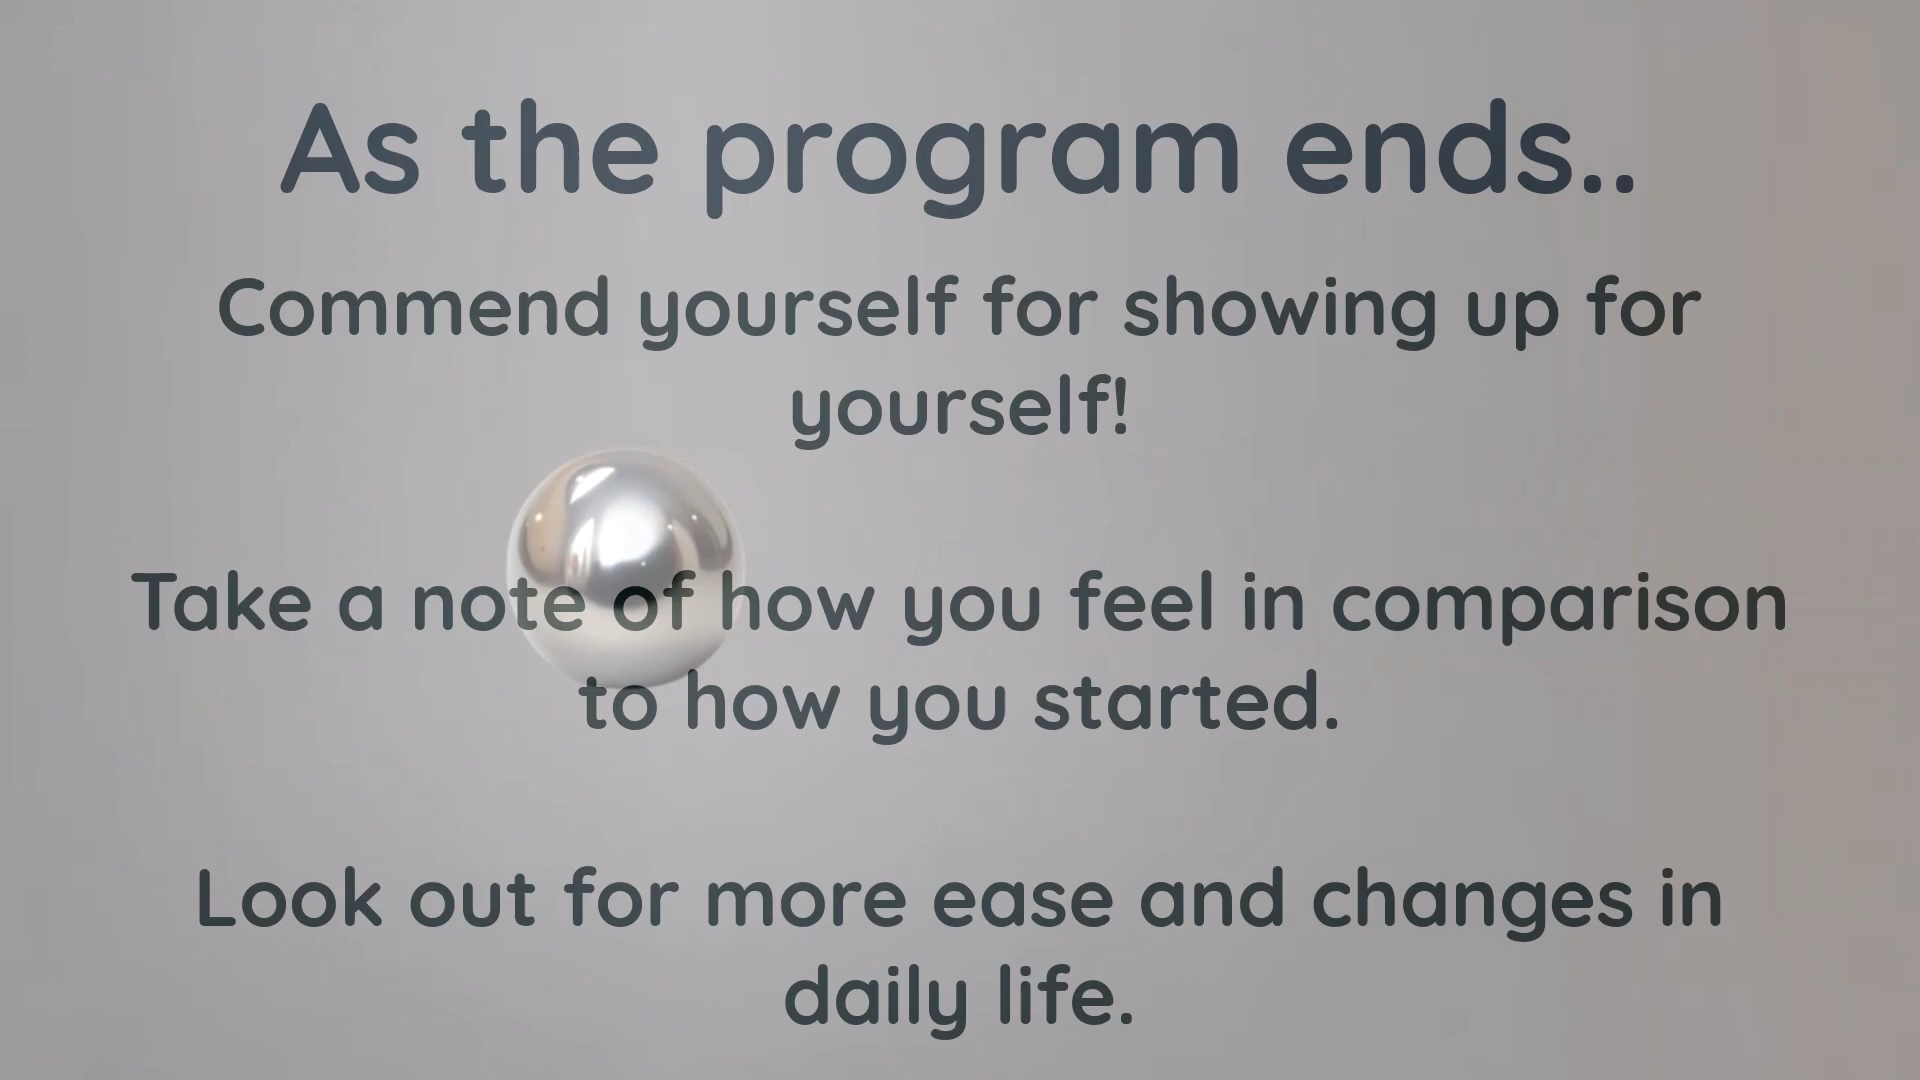 As the program ends..
Commend yourself for showing up for
yourself!
Take a note of how you feel in comparison
to how you started.
Look out for more ease and changes in
daily life.